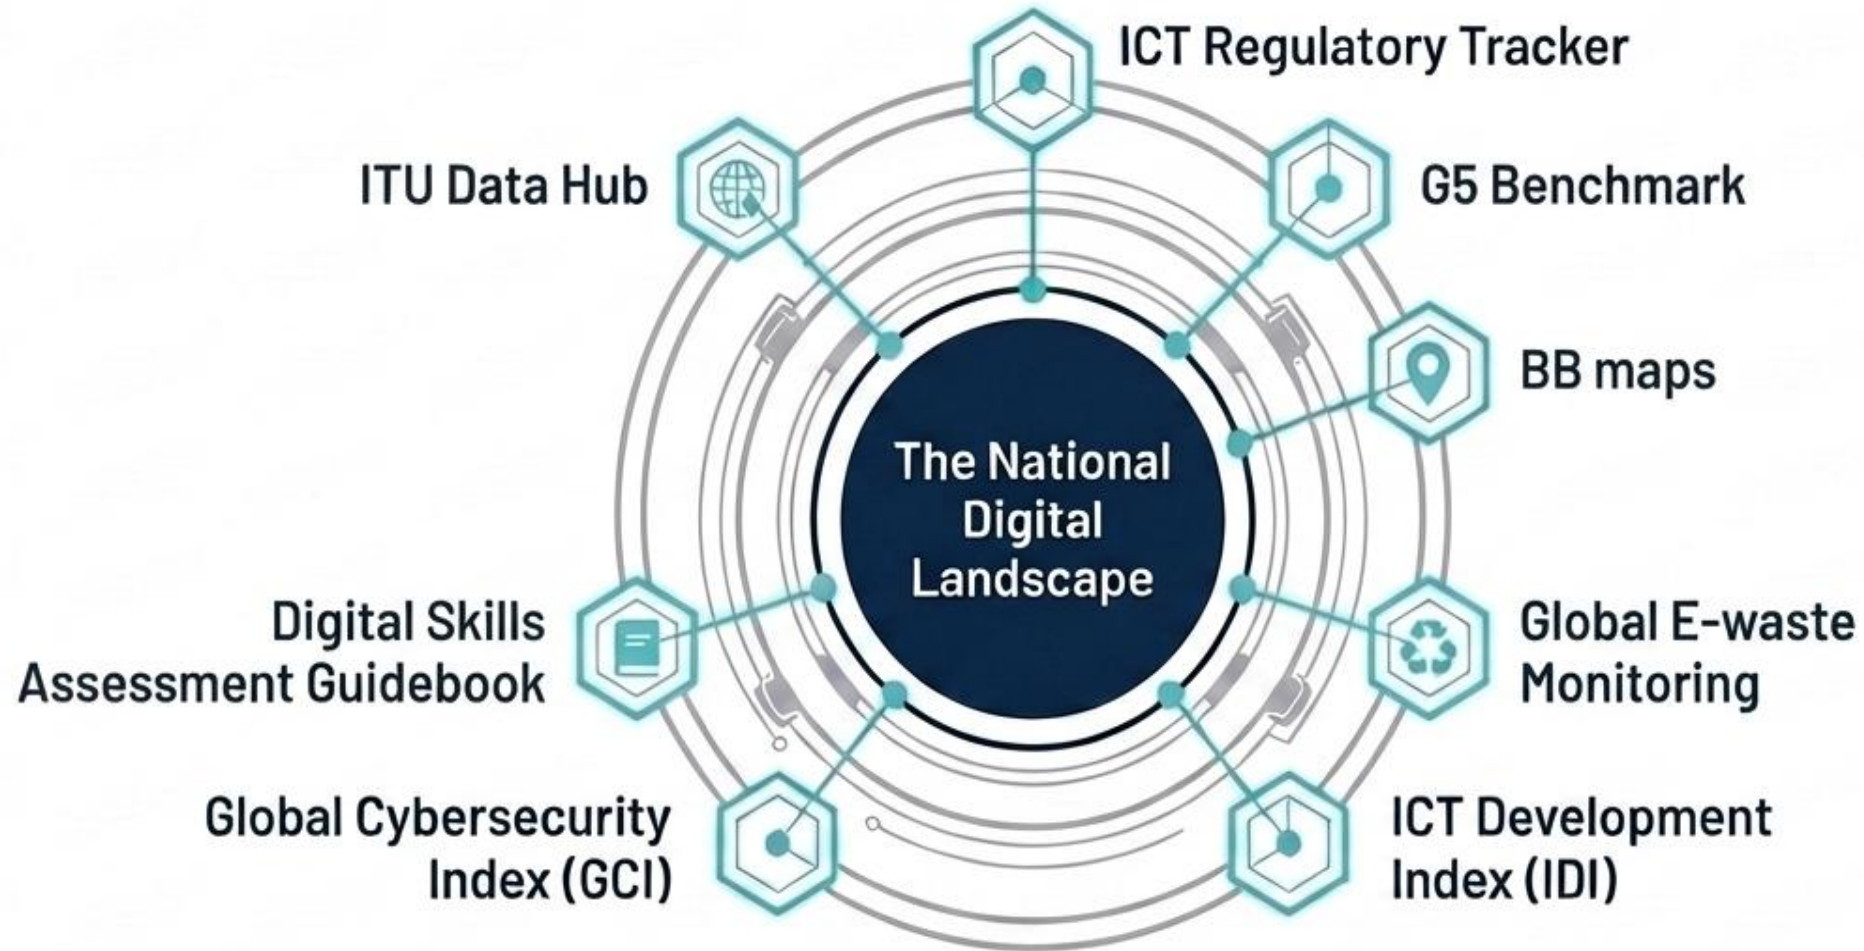 ICT Regulatory Tracker
ITU Data Hub
G5 Benchmark
BB maps
The National
Digital
Landscape
Digital Skills
Assessment Guidebook
Global E-waste
Monitoring
Global Cybersecurity
Index (GCI)
ICT Development
Index (IDI)